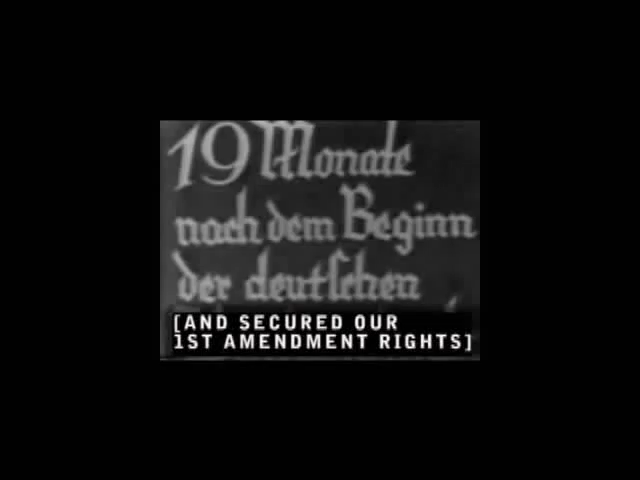 19 Monate
nach dem Beginn
der deutschen
[AND SECURED OUR
1ST AMENDMENT RIGHTS]